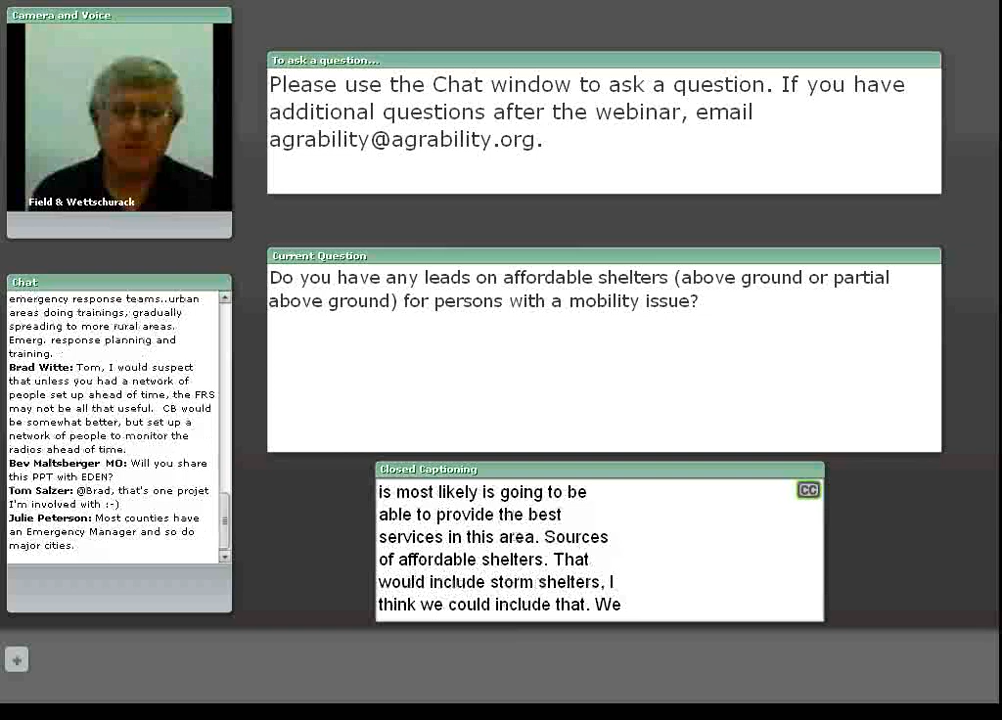 Camera and Voice
Field & Wettschurack
To ask a question...
Please use the Chat window to ask a question. If you have
additional questions after the webinar, email
agrability@agrability.org.
Current Question
Do you have any leads on affordable shelters (above ground or partial
above ground) for persons with a mobility issue?
Chat
emergency response teams..urban
areas doing trainings, gradually
spreading to more rural areas.
Emerg. response planning and
training.
Brad Witte: Tom, I would suspect
that unless you had a network of
people set up ahead of time, the FRS
may not be all that useful. CB would
be somewhat better, but set up a
network of people to monitor the
radios ahead of time.
Bev Maltsberger MO: Will you share
this PPT with EDEN?
Tom Salzer: @Brad, that's one projet
I'm involved with :-)
Julie Peterson: Most counties have
an Emergency Manager and so do
major cities.
Closed Captioning
CC
is most likely is going to be
able to provide the best
services in this area. Sources
of affordable shelters. That
would include storm shelters, I
think we could include that. We